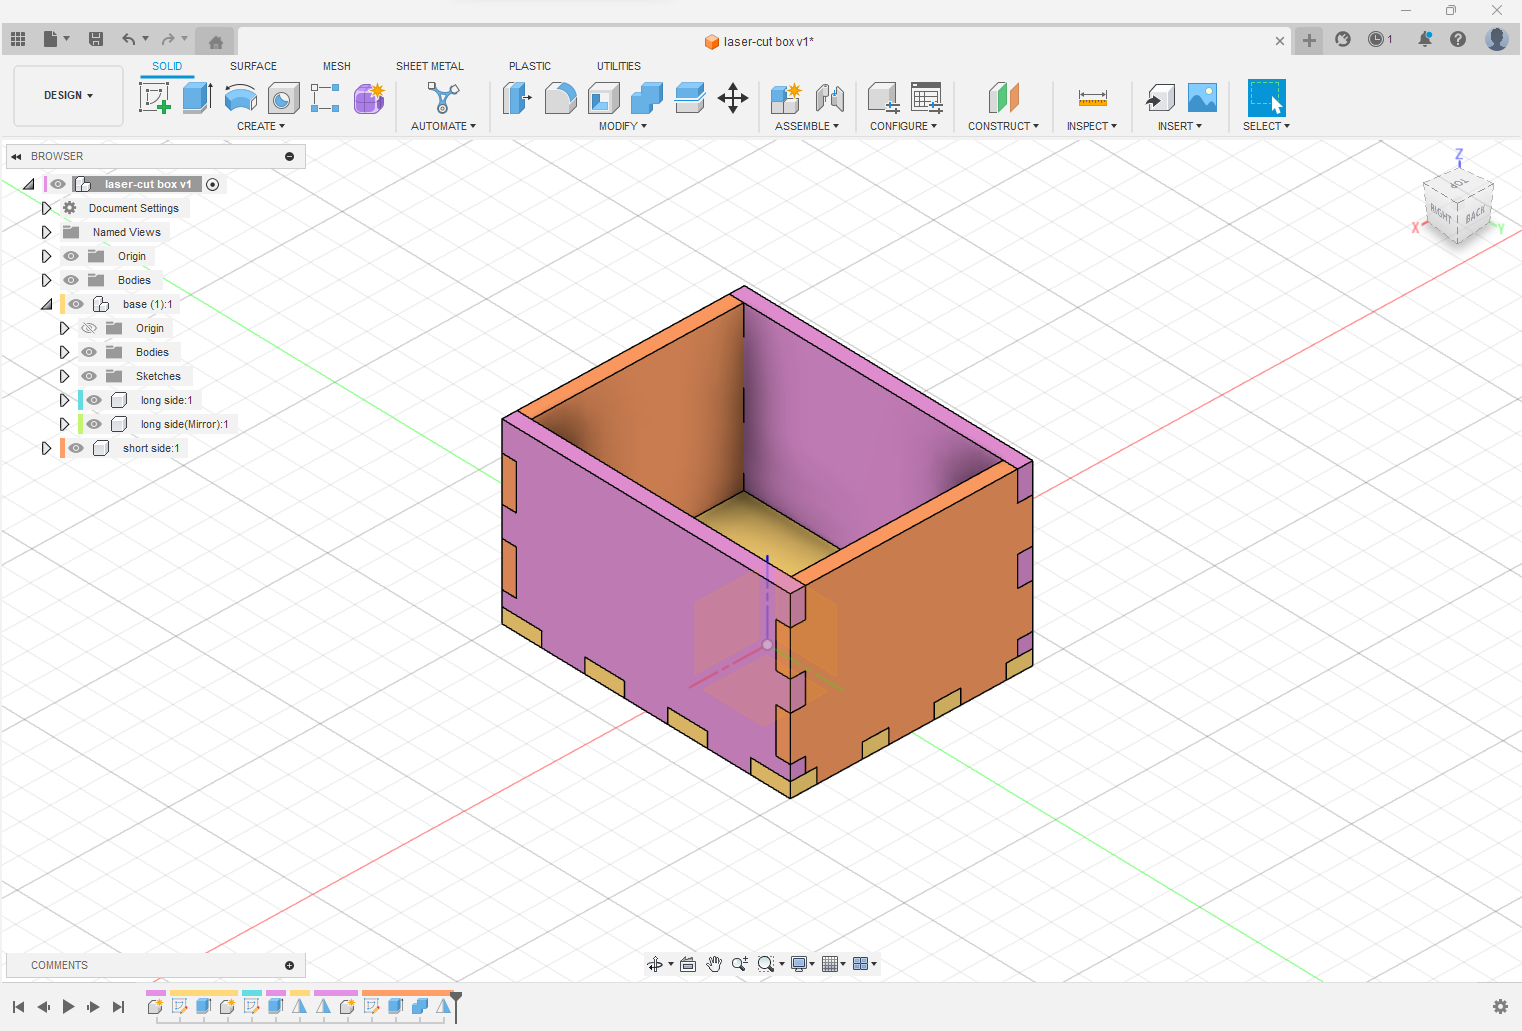 laser-cut box v1*
1
SOLID
SURFACE
MESH
SHEET METAL
PLASTIC
UTILITIES
DESIGN
CREATE
AUTOMATE
MODIFY
ASSEMBLE
CONFIGURE
CONSTRUCT
INSPECT
INSERT
SELECT
BROWSER
laser-cut box v1
Document Settings
Named Views
Origin
Bodies
base (1):1
Origin
Bodies
Sketches
long side:1
long side(Mirror):1
short side:1
Z
TOP
RIGHT
BACK
X
Y
COMMENTS